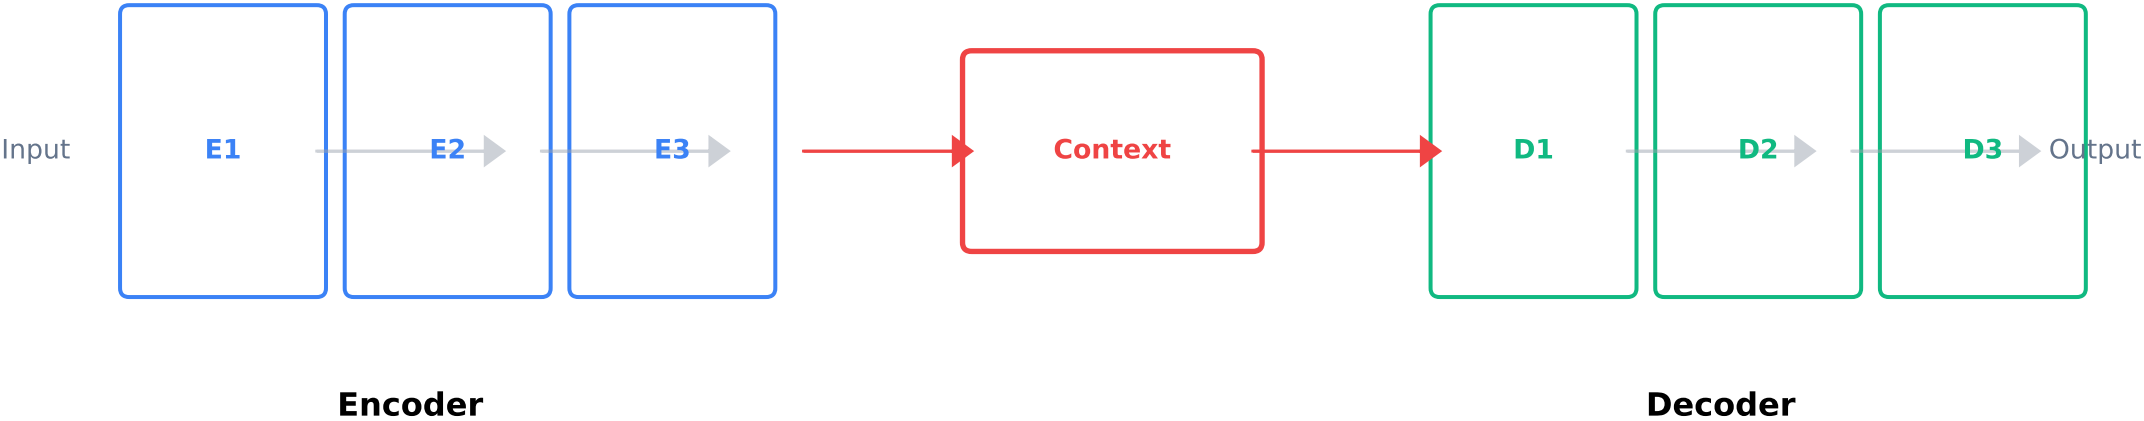 Input
E1
E2
E3
Context
D1
D2
D3
Output
Encoder
Decoder